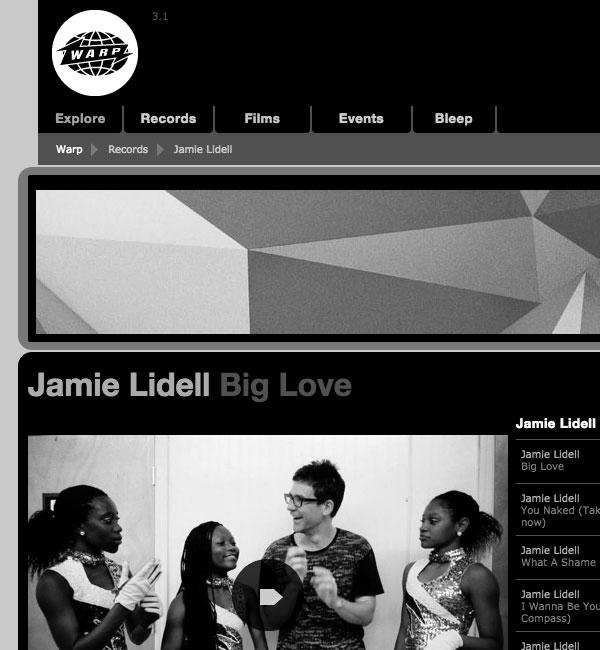 3.1
WARP
Explore Records Films Events Bleep
Warp Records Jamie Lidell
Jamie Lidell Big Love
Jamie Lidell
Jamie Lidell
Big Love
Jamie Lidell
You Naked (Tak
now)
Jamie Lidell
What A Shame
Jamie Lidell
I Wanna Be You
Compass)
Jamie Lidell